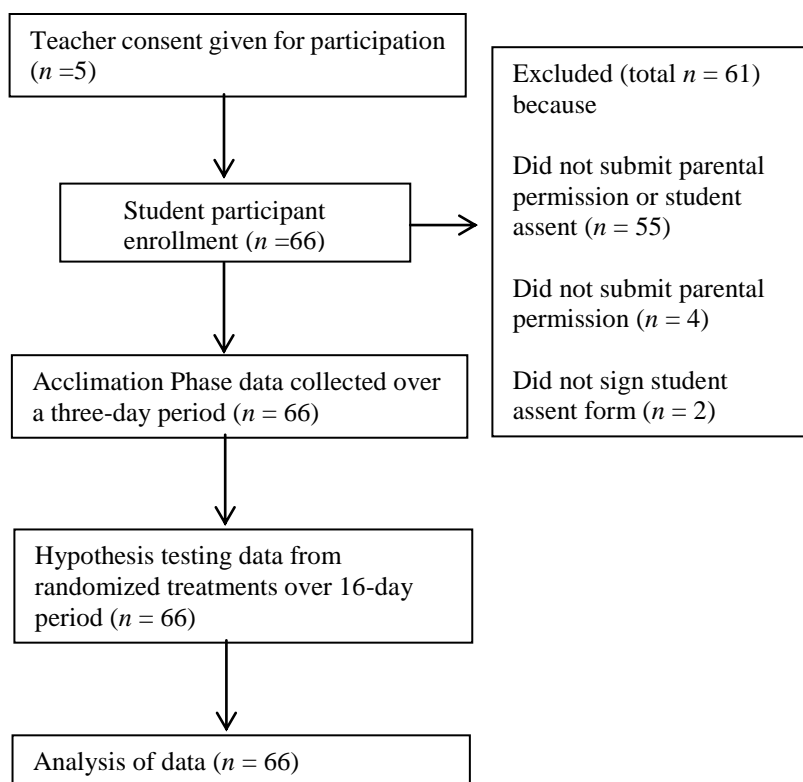 Teacher consent given for participation
(n =5)
Student participant
enrollment (n =66)
Excluded (total n = 61)
because
Did not submit parental
permission or student
assent (n = 55)
Did not submit parental
permission (n = 4)
Did not sign student
assent form (n = 2)
Acclimation Phase data collected over
a three-day period (n = 66)
Hypothesis testing data from
randomized treatments over 16-day
period (n = 66)
Analysis of data (n = 66)